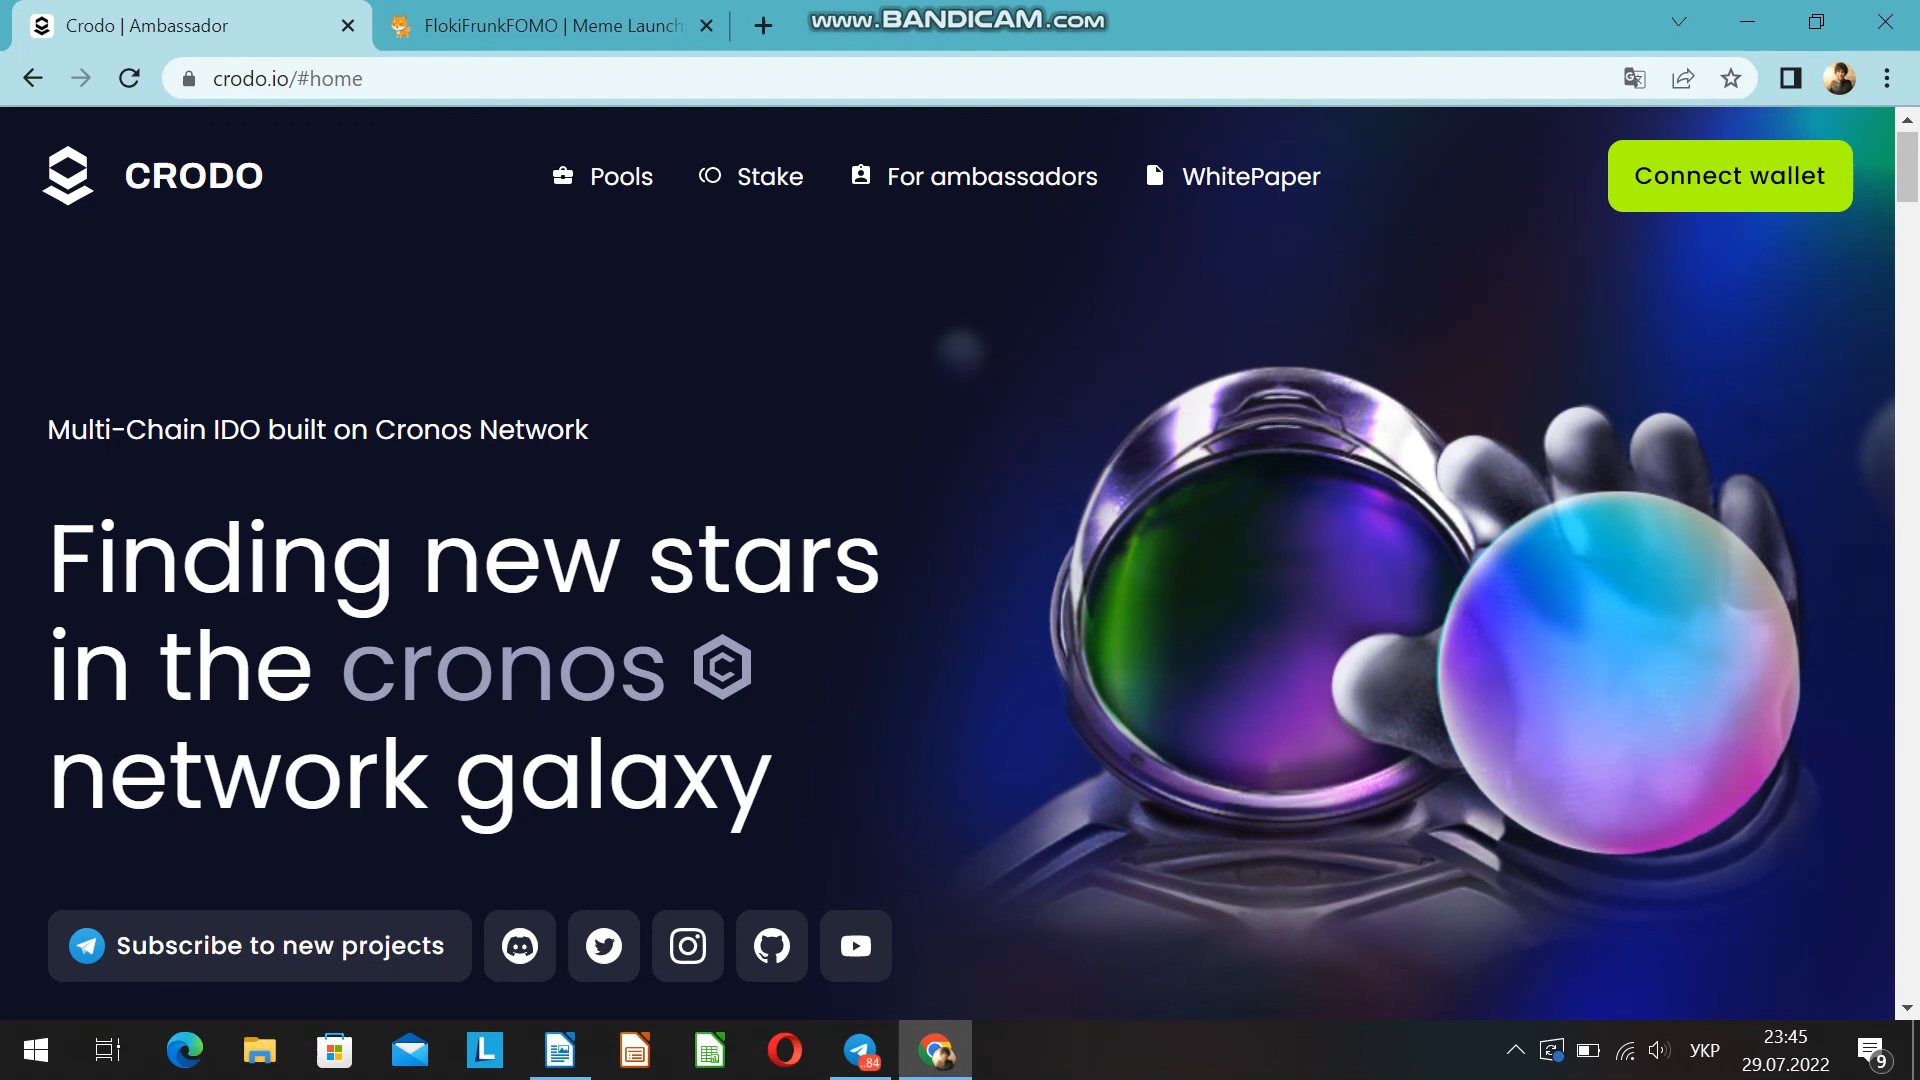 Crodo | Ambassador
FlokiFrunkFOMO | Meme Launch
www.BANDICAM.com
crodo.io/#home
CRODO
Pools
Stake
For ambassadors
WhitePaper
Connect wallet
Multi-Chain IDO built on Cronos Network
Finding new stars
in the cronos
network galaxy
Subscribe to new projects
..84
УКР
23:45
29.07.2022
9